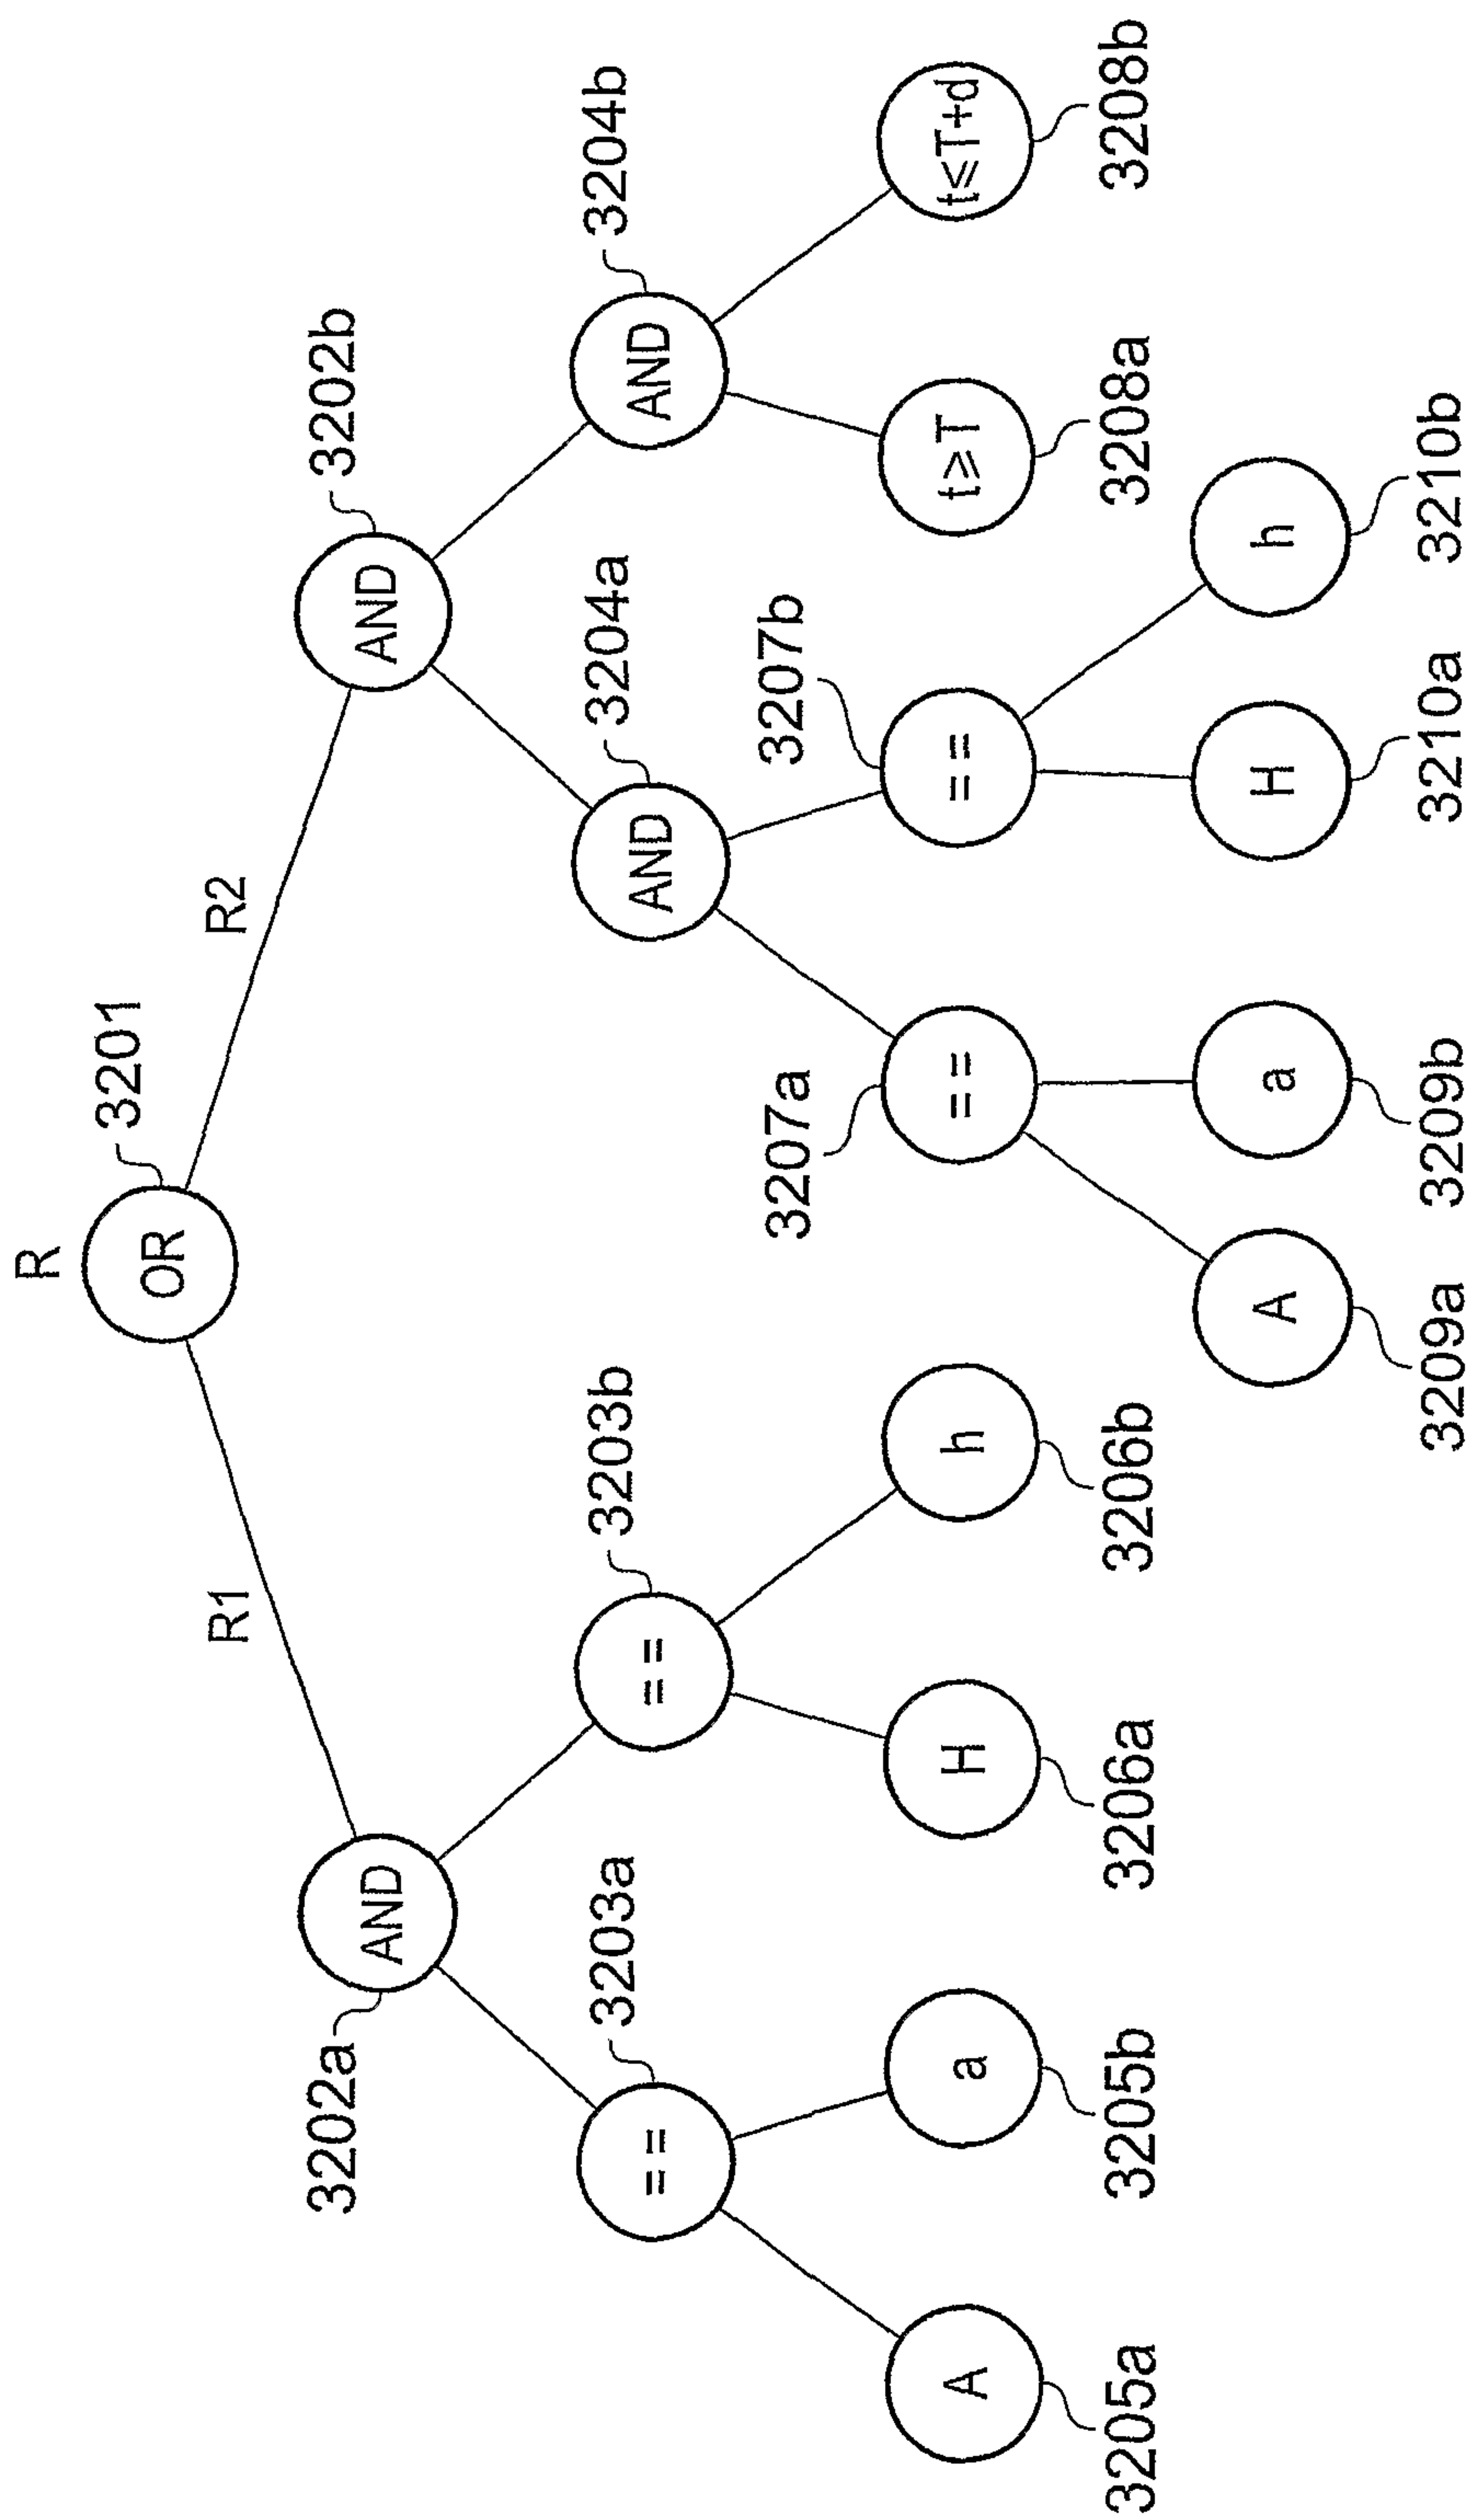 R
OR
3201
R1
R2
3202a
AND
AND
3202b
==
3203a
==
3203b
AND
3204a
AND
3204b
A
3205a
a
3205b
H
3206a
h
3206b
==
3207a
==
3207b
t≧T
3208a
t≦T+d
3208b
A
3209a
a
3209b
H
3210a
h
3210b